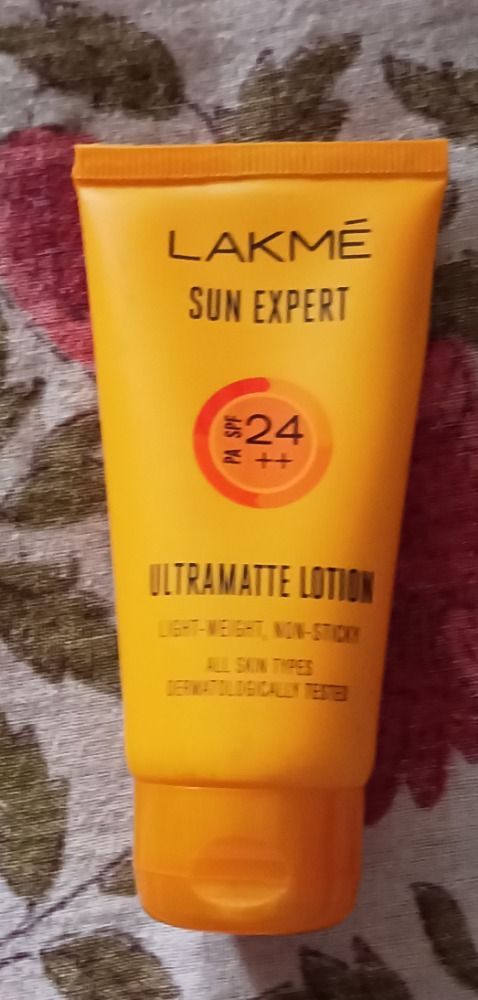 LAKMÉ
SUN EXPERT
SPF 24
PA ++
ULTRAMATTE LOTION
LIGHT-WEIGHT, NON-STICKY
ALL SKIN TYPES
DERMATOLOGICALLY TESTED